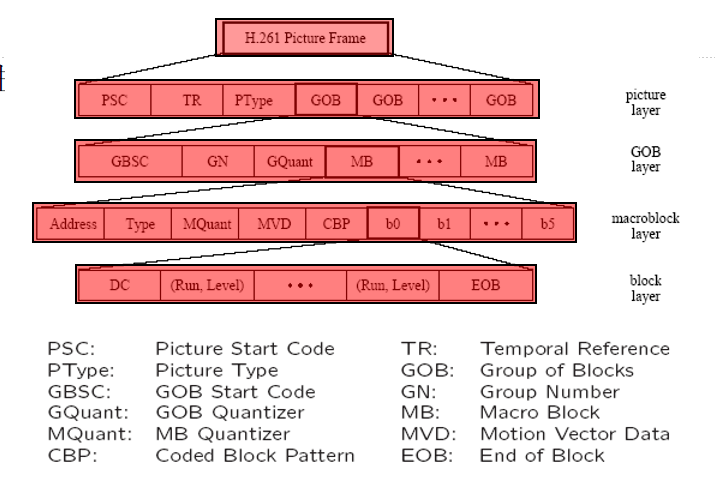 H.261 Picture Frame
PSC TR PType GOB GOB • • • GOB
picture
layer
GBSC GN GQuant MB • • • MB
GOB
layer
Address Type MQuant MVD CBP b0 b1 • • • b5
macroblock
layer
DC (Run, Level) • • • (Run, Level) EOB
block
layer
PSC: Picture Start Code TR: Temporal Reference
PType: Picture Type GOB: Group of Blocks
GBSC: GOB Start Code GN: Group Number
GQuant: GOB Quantizer MB: Macro Block
MQuant: MB Quantizer MVD: Motion Vector Data
CBP: Coded Block Pattern EOB: End of Block